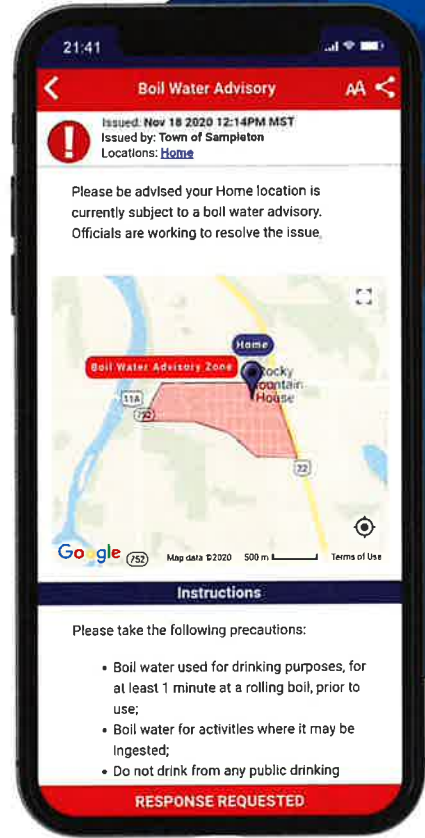 21:41
Boil Water Advisory
AA
Issued: Nov 18 2020 12:14PM MST
Issued by: Town of Sampleton
Locations: Home
Please be advised your Home location is
currently subject to a boil water advisory.
Officials are working to resolve the issue.
Home
Boil Water Advisory Zone
Rocky
Mountain
House
11A
752
22
Google
752
Map data ©2020
500 m
Terms of Use
Instructions
Please take the following precautions:
• Boil water used for drinking purposes, for
at least 1 minute at a rolling boil, prior to
use;
• Boil water for activities where it may be
ingested;
• Do not drink from any public drinking
RESPONSE REQUESTED